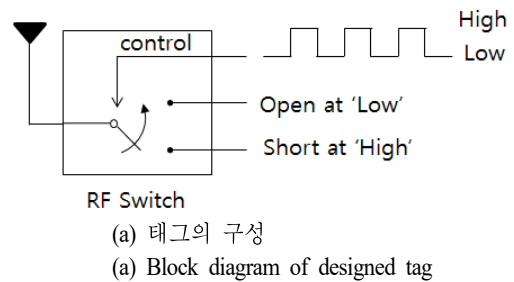 High
control
Low
Open at ‘Low’
Short at ‘High’
RF Switch
(a) 태그의 구성
(a) Block diagram of designed tag